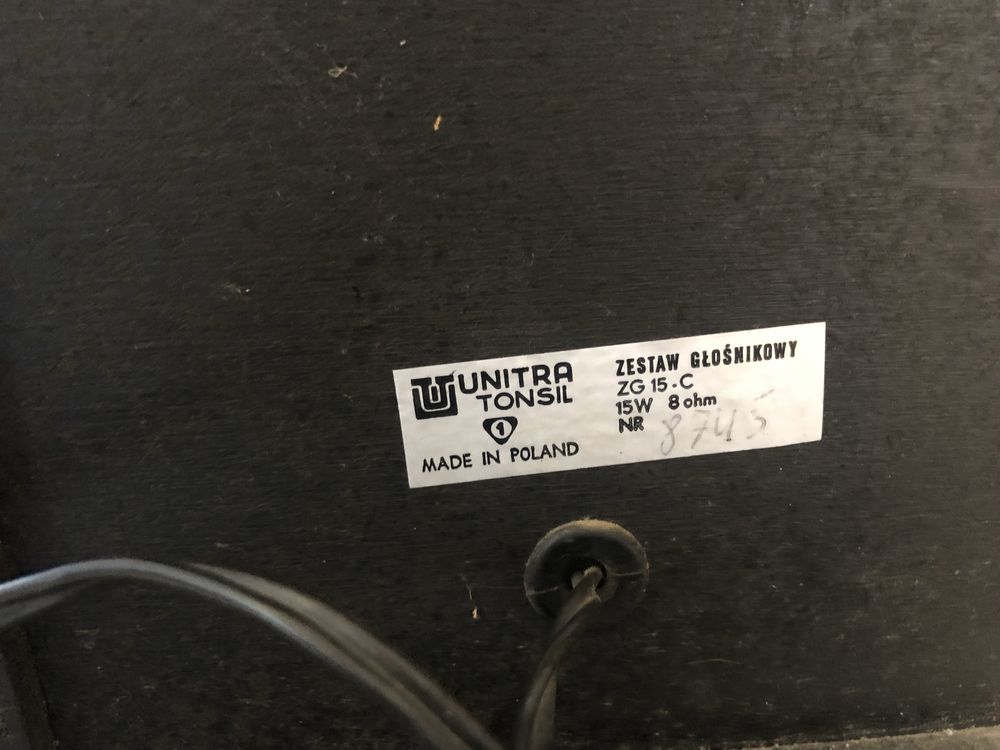 UNITRA
TONSIL
1
MADE IN POLAND
ZESTAW GŁOŚNIKOWY
ZG 15-C
15W 8 ohm
NR 8745